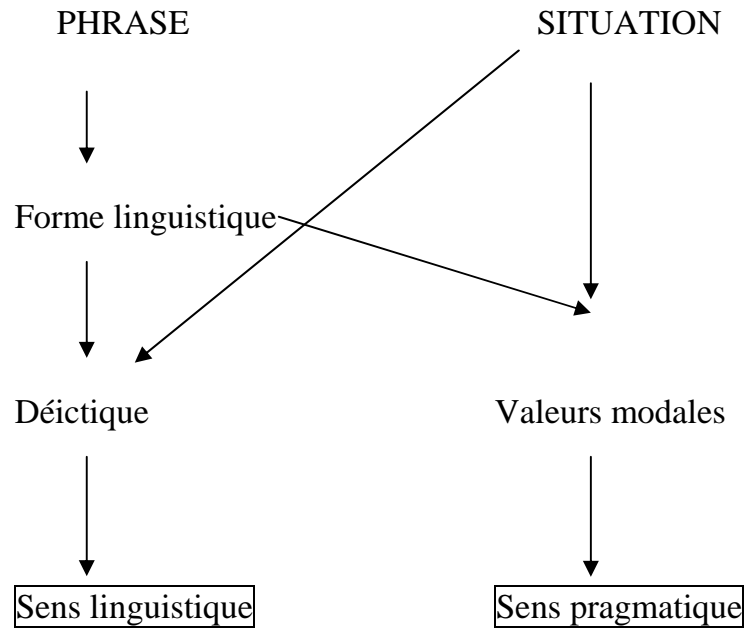 PHRASE SITUATION
Forme linguistique
Déictique Valeurs modales
Sens linguistique Sens pragmatique